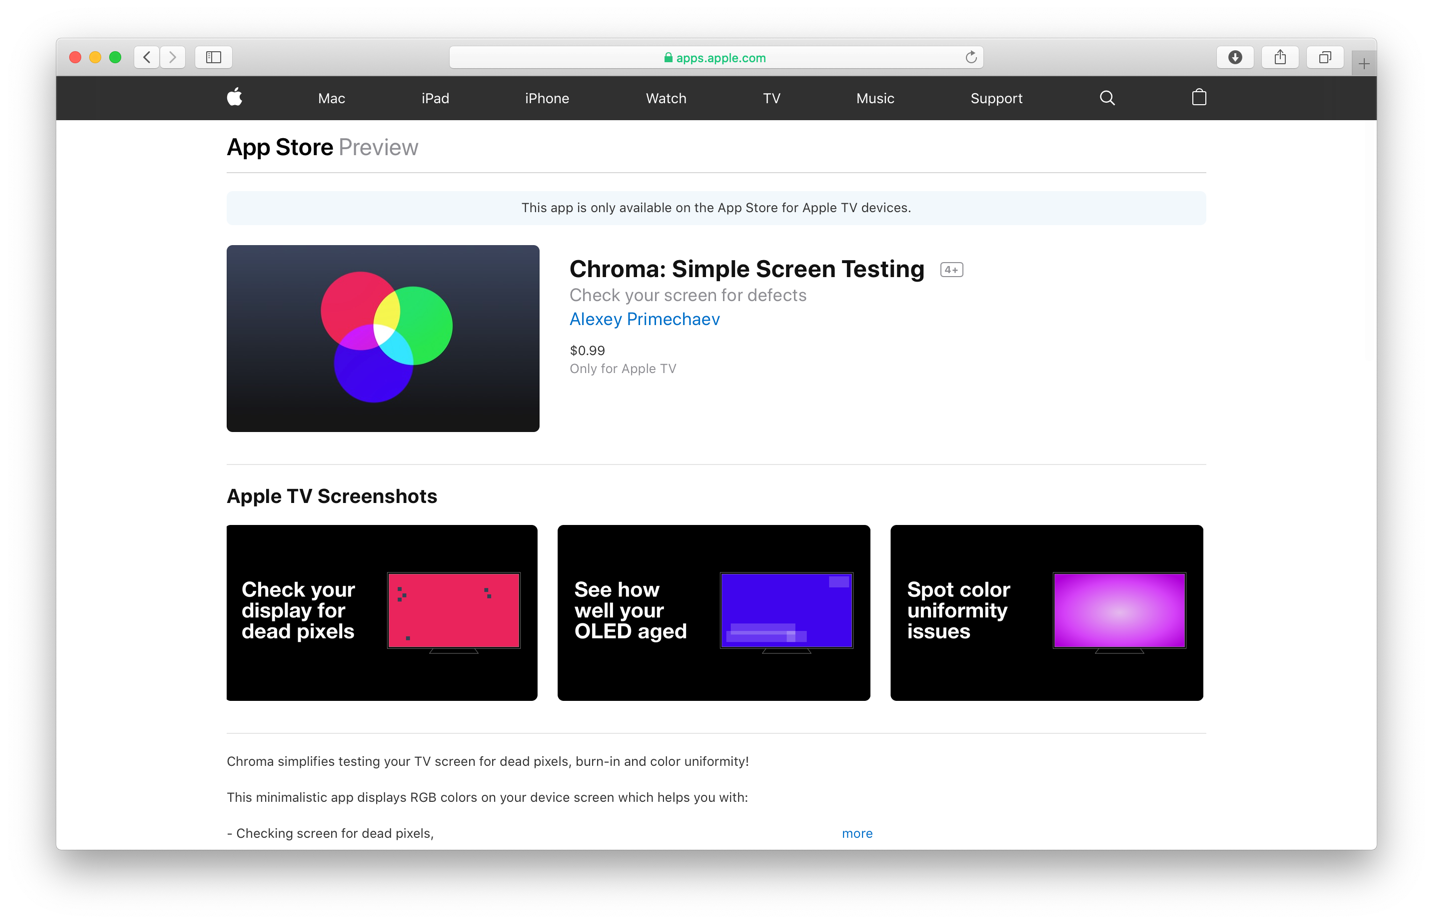 apps.apple.com
Mac iPad iPhone Watch TV Music Support
App Store Preview
This app is only available on the App Store for Apple TV devices.
Chroma: Simple Screen Testing 4+
Check your screen for defects
Alexey Primechaev
$0.99
Only for Apple TV
Apple TV Screenshots
Check your
display for
dead pixels
See how
well your
OLED aged
Spot color
uniformity
issues
Chroma simplifies testing your TV screen for dead pixels, burn-in and color uniformity!
This minimalistic app displays RGB colors on your device screen which helps you with:
- Checking screen for dead pixels,
more